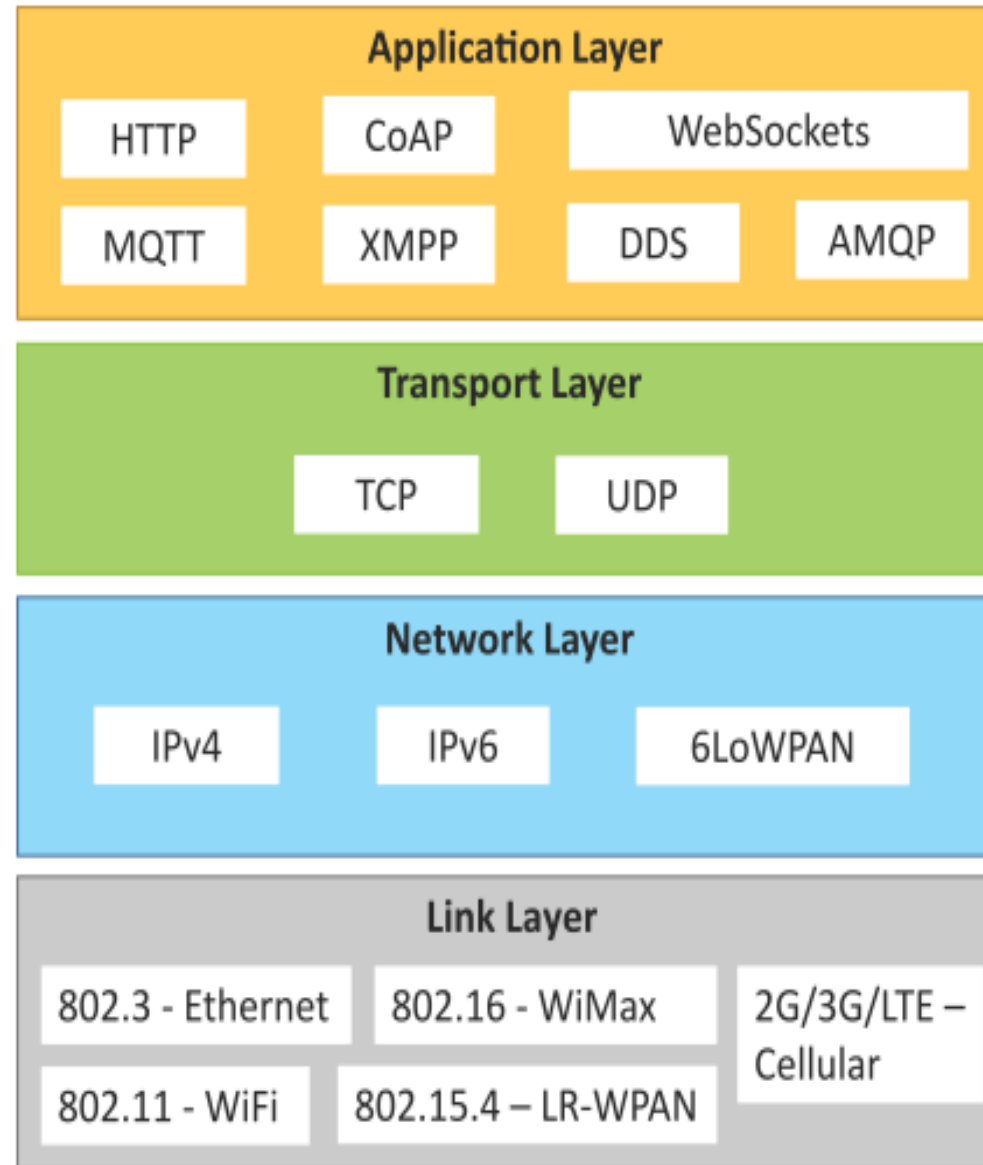 Application Layer
HTTP
CoAP
WebSockets
MQTT
XMPP
DDS
AMQP
Transport Layer
TCP
UDP
Network Layer
IPv4
IPv6
6LoWPAN
Link Layer
802.3 - Ethernet
802.16 - WiMax
2G/3G/LTE –
Cellular
802.11 - WiFi
802.15.4 – LR-WPAN